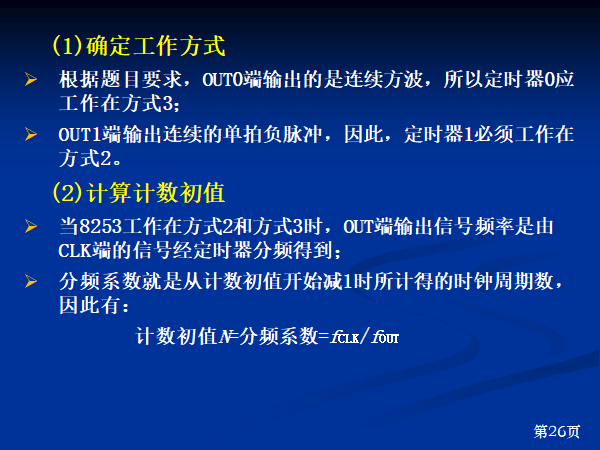 (1)确定工作方式
根据题目要求，OUT0端输出的是连续方波，所以定时器0应
工作在方式3；
OUT1端输出连续的单拍负脉冲，因此，定时器1必须工作在
方式2。
(2)计算计数初值
当8253工作在方式2和方式3时，OUT端输出信号频率是由
CLK端的信号经定时器分频得到；
分频系数就是从计数初值开始减1时所计得的时钟周期数，
因此有：
计数初值N=分频系数=fCLK/fOUT
第26页